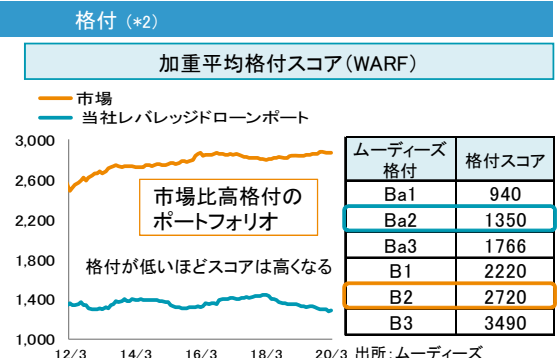 格付 (*2)
加重平均格付スコア(WARF)
市場
当社レバレッジドローンポート
3,000
2,600
2,200
1,800
1,400
1,000
市場比高格付の
ポートフォリオ
格付が低いほどスコアは高くなる
12/3 14/3 16/3 18/3 20/3
ムーディーズ
格付 格付スコア
Ba1 940
Ba2 1350
Ba3 1766
B1 2220
B2 2720
B3 3490
出所:ムーディーズ